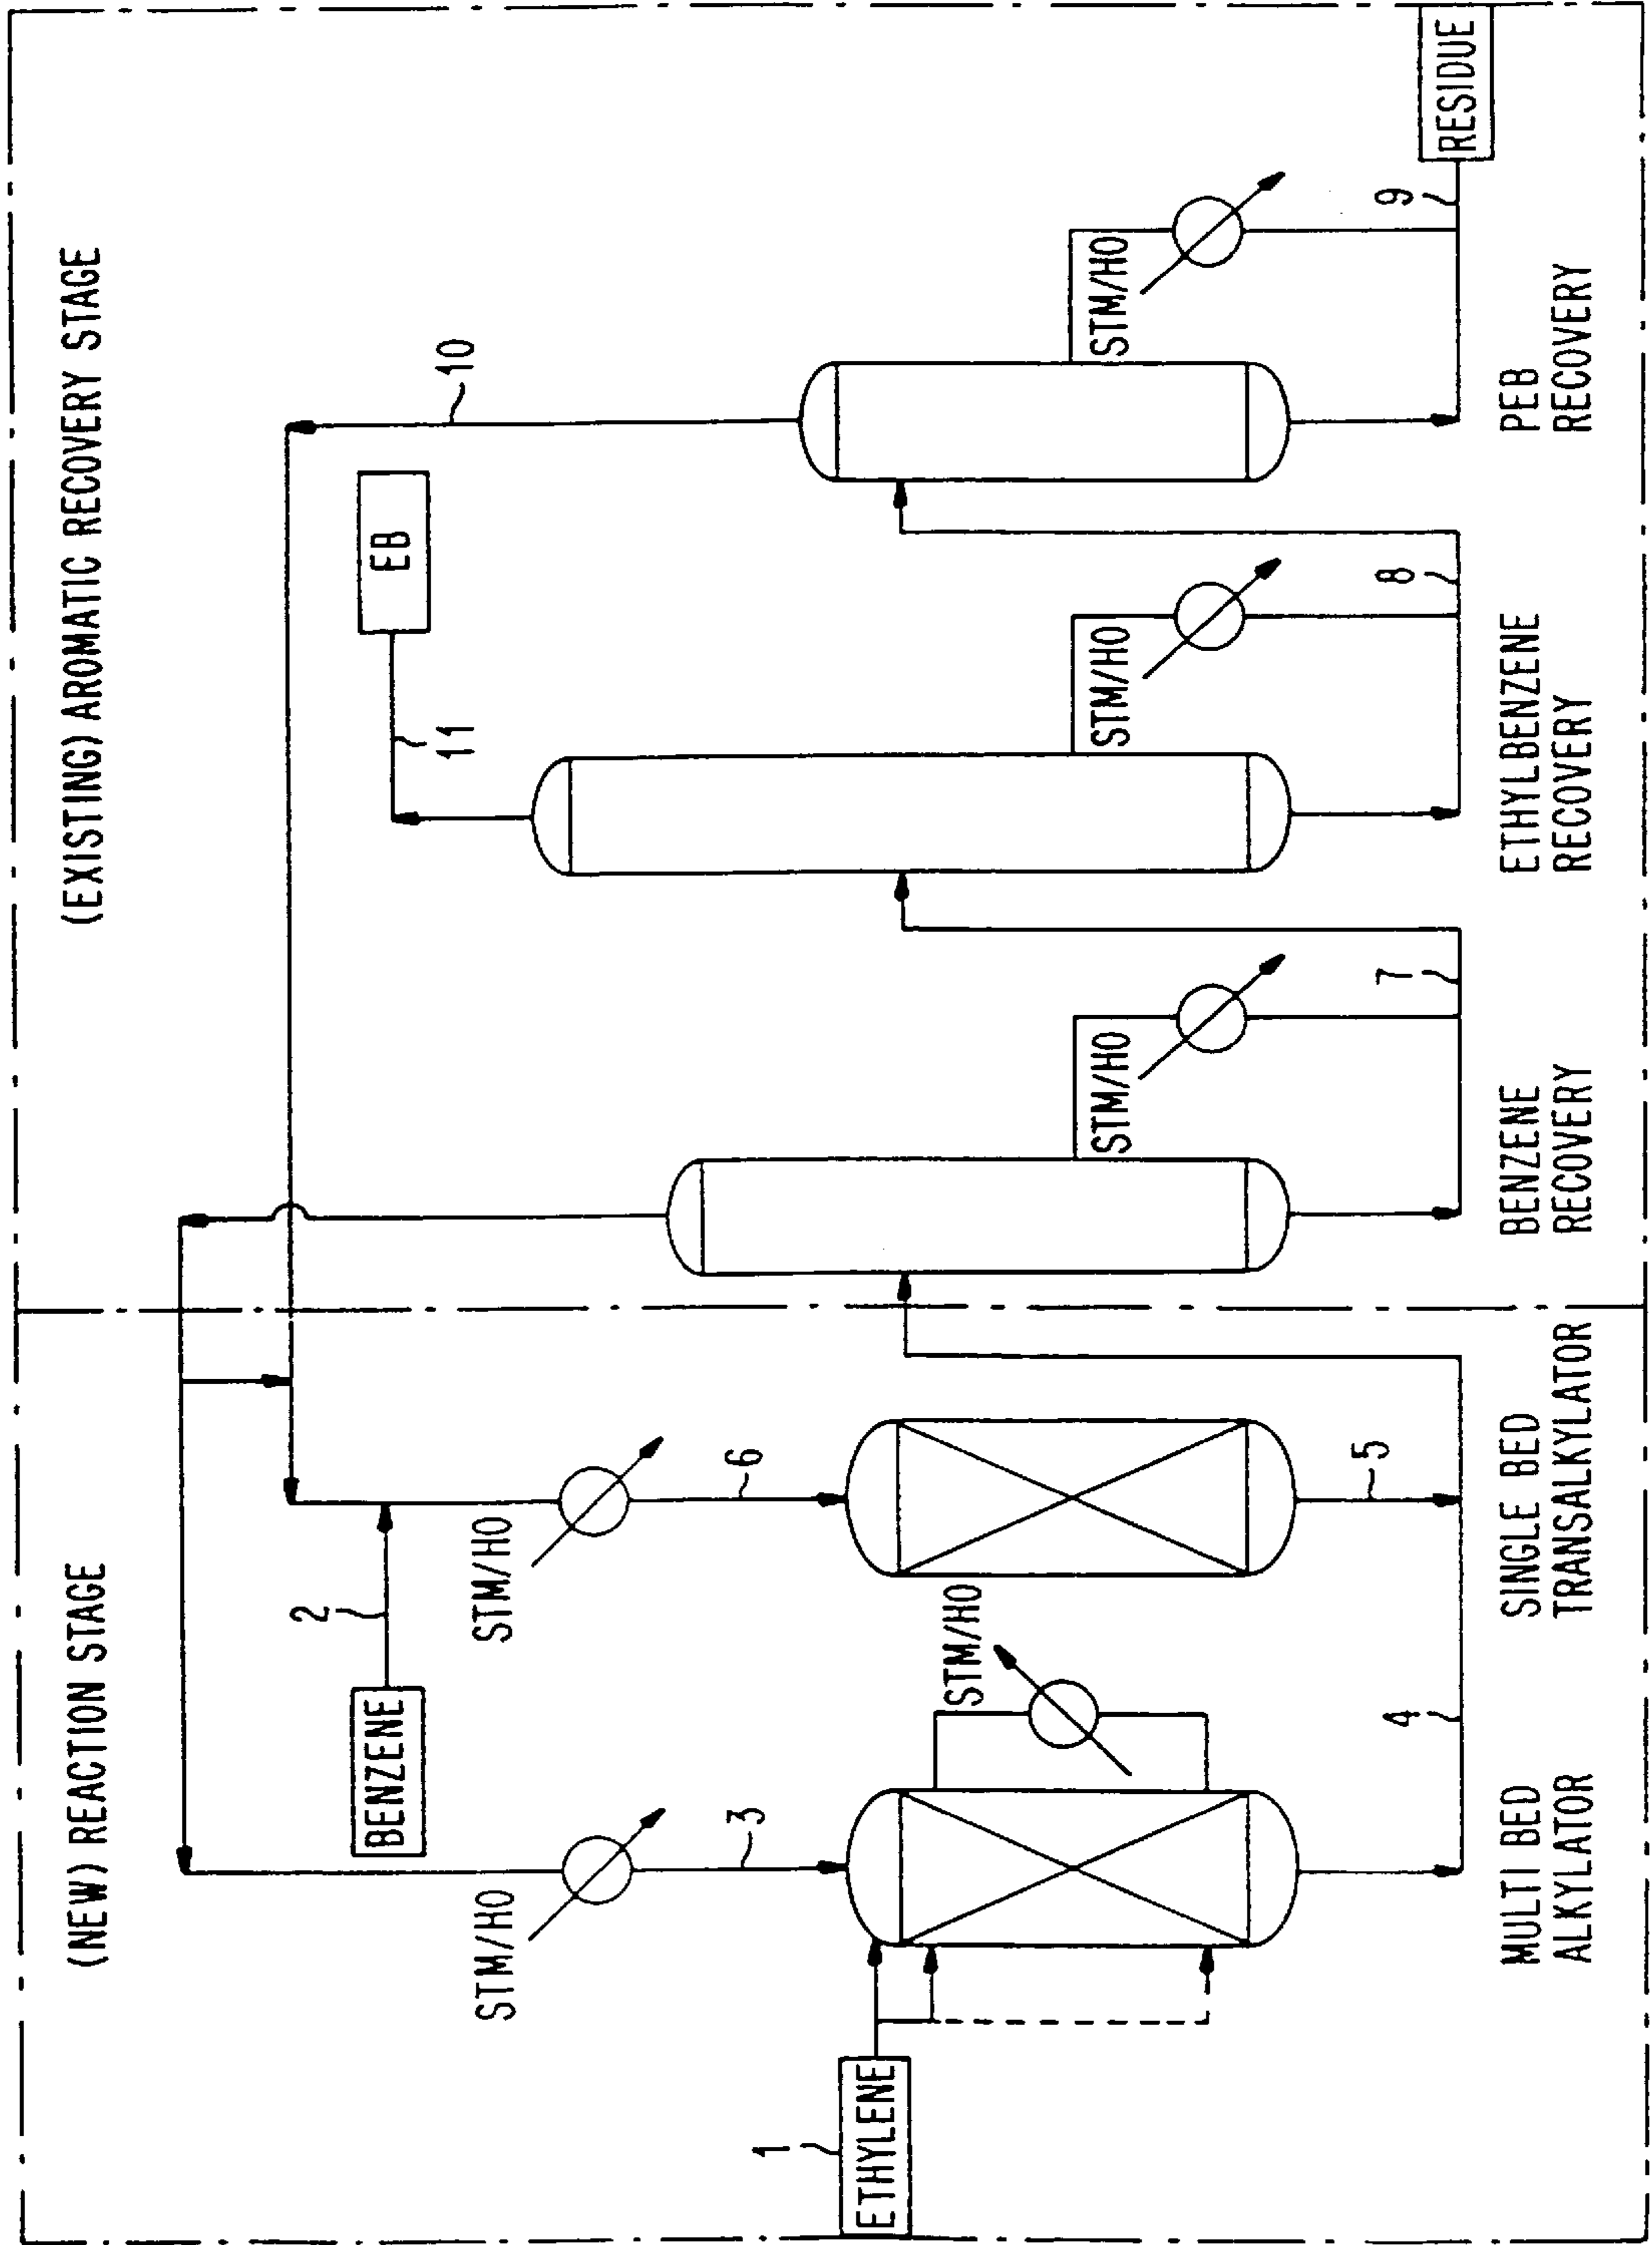 (NEW) REACTION STAGE
(EXISTING) AROMATIC RECOVERY STAGE
10
2
BENZENE
EB
11
STM/HO
STM/HO
3
6
1
ETHYLENE
STM/HO
STM/HO
STM/HO
STM/HO
4
5
7
8
9
RESIDUE
MULTI BED
ALKYLATOR
SINGLE BED
TRANSALKYLATOR
BENZENE
RECOVERY
ETHYLBENZENE
RECOVERY
PEB
RECOVERY